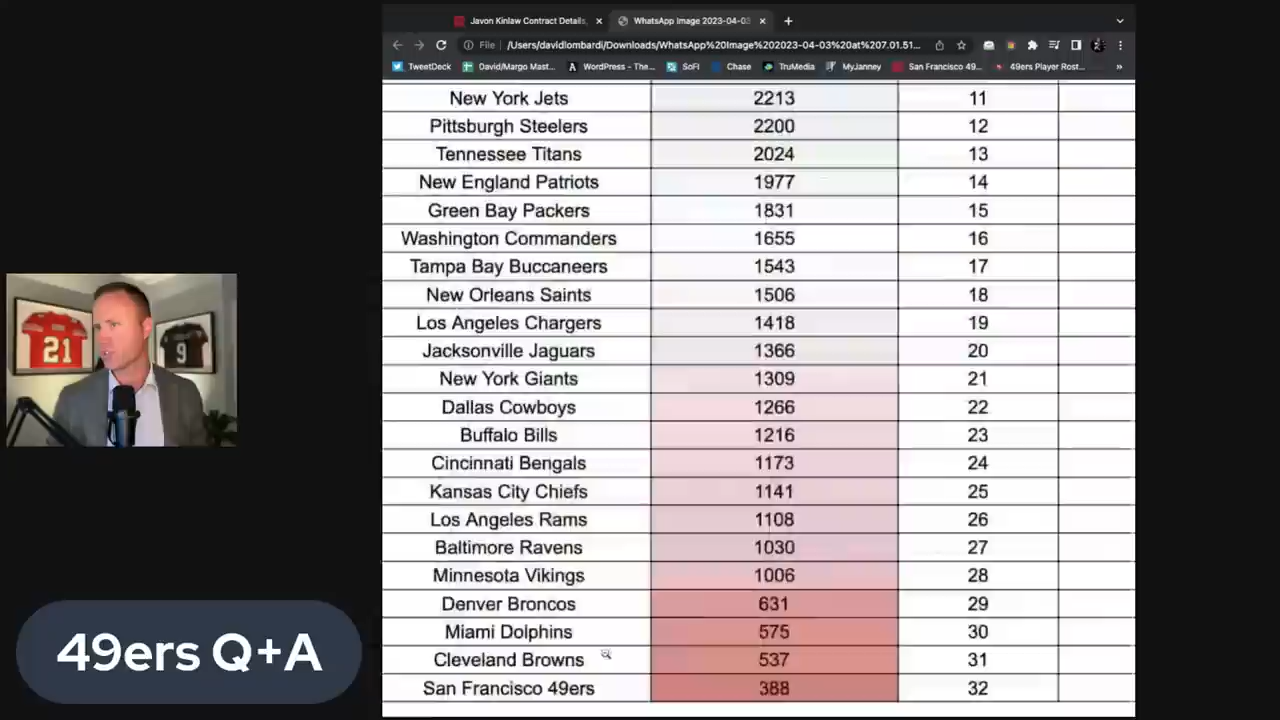 Javon Kinlaw Contract Details,
WhatsApp Image 2023-04-03
File /Users/davidlombardi/Downloads/WhatsApp%20Image%202023-04-03%20at%207.01.51...
TweetDeck David/Margo Mast... WordPress - The... SoFi Chase TruMedia MyJanney San Francisco 49... 49ers Player Rost... »
New York Jets 2213 11
Pittsburgh Steelers 2200 12
Tennessee Titans 2024 13
New England Patriots 1977 14
Green Bay Packers 1831 15
Washington Commanders 1655 16
Tampa Bay Buccaneers 1543 17
New Orleans Saints 1506 18
Los Angeles Chargers 1418 19
Jacksonville Jaguars 1366 20
New York Giants 1309 21
Dallas Cowboys 1266 22
Buffalo Bills 1216 23
Cincinnati Bengals 1173 24
Kansas City Chiefs 1141 25
Los Angeles Rams 1108 26
Baltimore Ravens 1030 27
Minnesota Vikings 1006 28
Denver Broncos 631 29
Miami Dolphins 575 30
Cleveland Browns 537 31
San Francisco 49ers 388 32
21
9
49ers Q+A